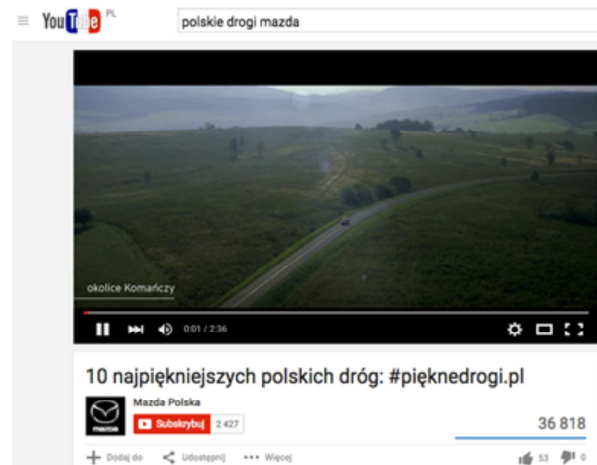 YouTube PL
polskie drogi mazda
okolice Komańczy
0:01 / 2:36
10 najpiękniejszych polskich dróg: #pięknedrogi.pl
Mazda Polska
Subskrybuj 2 427
36 818
Dodaj do Udostępnij Więcej 53 0